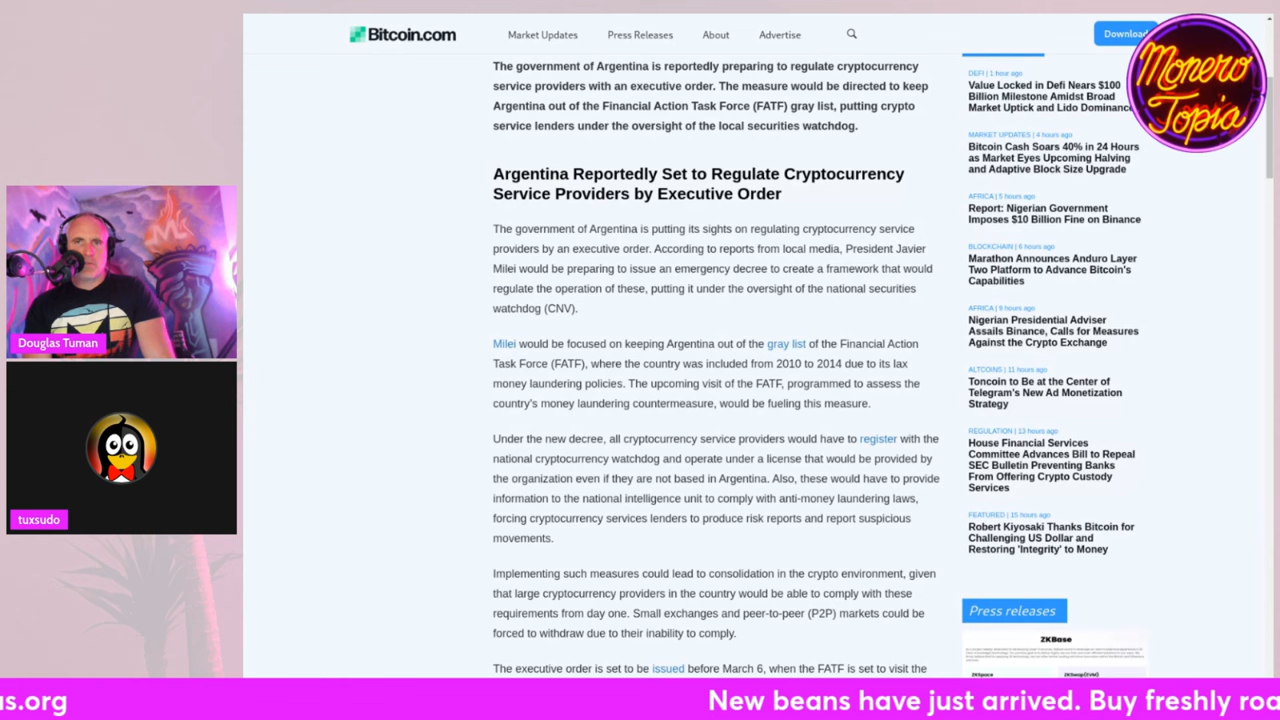 Bitcoin.com
Market Updates
Press Releases
About
Advertise
Download
Monero
Topia
The government of Argentina is reportedly preparing to regulate cryptocurrency
service providers with an executive order. The measure would be directed to keep
Argentina out of the Financial Action Task Force (FATF) gray list, putting crypto
service lenders under the oversight of the local securities watchdog.
Argentina Reportedly Set to Regulate Cryptocurrency
Service Providers by Executive Order
The government of Argentina is putting its sights on regulating cryptocurrency service
providers by an executive order. According to reports from local media, President Javier
Milei would be preparing to issue an emergency decree to create a framework that would
regulate the operation of these, putting it under the oversight of the national securities
watchdog (CNV).
Milei would be focused on keeping Argentina out of the gray list of the Financial Action
Task Force (FATF), where the country was included from 2010 to 2014 due to its lax
money laundering policies. The upcoming visit of the FATF, programmed to assess the
country's money laundering countermeasure, would be fueling this measure.
Under the new decree, all cryptocurrency service providers would have to register with the
national cryptocurrency watchdog and operate under a license that would be provided by
the organization even if they are not based in Argentina. Also, these would have to provide
information to the national intelligence unit to comply with anti-money laundering laws,
forcing cryptocurrency services lenders to produce risk reports and report suspicious
movements.
Implementing such measures could lead to consolidation in the crypto environment, given
that large cryptocurrency providers in the country would be able to comply with these
requirements from day one. Small exchanges and peer-to-peer (P2P) markets could be
forced to withdraw due to their inability to comply.
The executive order is set to be issued before March 6, when the FATF is set to visit the
DEFI | 1 hour ago
Value Locked in Defi Nears $100
Billion Milestone Amidst Broad
Market Uptick and Lido Dominance
MARKET UPDATES | 4 hours ago
Bitcoin Cash Soars 40% in 24 Hours
as Market Eyes Upcoming Halving
and Adaptive Block Size Upgrade
AFRICA | 5 hours ago
Report: Nigerian Government
Imposes $10 Billion Fine on Binance
BLOCKCHAIN | 6 hours ago
Marathon Announces Anduro Layer
Two Platform to Advance Bitcoin's
Capabilities
AFRICA | 9 hours ago
Nigerian Presidential Adviser
Assails Binance, Calls for Measures
Against the Crypto Exchange
ALTCOINS | 11 hours ago
Toncoin to Be at the Center of
Telegram's New Ad Monetization
Strategy
REGULATION | 13 hours ago
House Financial Services
Committee Advances Bill to Repeal
SEC Bulletin Preventing Banks
From Offering Crypto Custody
Services
FEATURED | 15 hours ago
Robert Kiyosaki Thanks Bitcoin for
Challenging US Dollar and
Restoring 'Integrity' to Money
Press releases
ZKBase
ZKSpace
ZKSwap(ZVM)
Douglas Tuman
tuxsudo
s.org
New beans have just arrived. Buy freshly roa